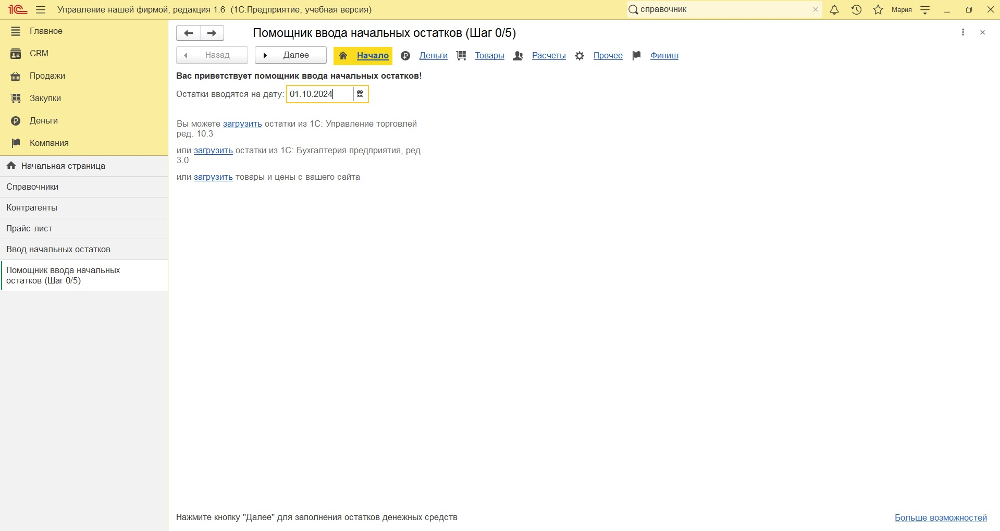 1С Управление нашей фирмой, редакция 1.6 (1С:Предприятие, учебная версия) справочник Мария
Главное
CRM
Продажи
Закупки
Деньги
Компания
Начальная страница
Справочники
Контрагенты
Прайс-лист
Ввод начальных остатков
Помощник ввода начальных
остатков (Шаг 0/5)
Помощник ввода начальных остатков (Шаг 0/5)
Назад Далее Начало Деньги Товары Расчеты Прочее Финиш
Вас приветствует помощник ввода начальных остатков!
Остатки вводятся на дату: 01.10.2024
Вы можете загрузить остатки из 1С: Управление торговлей
ред. 10.3
или загрузить остатки из 1С: Бухгалтерия предприятия, ред.
3.0
или загрузить товары и цены с вашего сайта
Нажмите кнопку "Далее" для заполнения остатков денежных средств
Больше возможностей